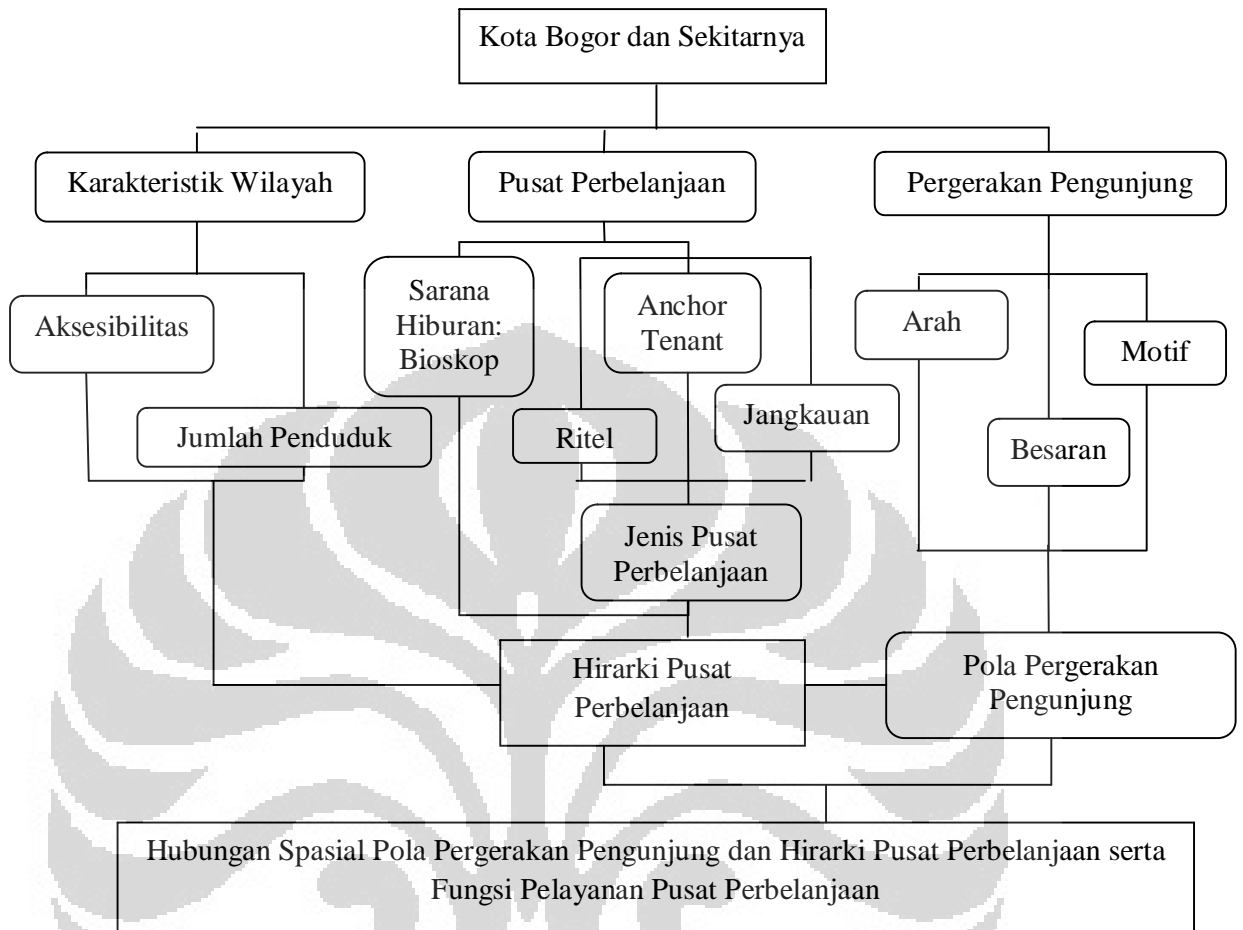 Kota Bogor dan Sekitarnya
Karakteristik Wilayah
Pusat Perbelanjaan
Pergerakan Pengunjung
Aksesibilitas
Jumlah Penduduk
Sarana
Hiburan:
Bioskop
Ritel
Anchor
Tenant
Jangkauan
Arah
Besaran
Motif
Jenis Pusat
Perbelanjaan
Hirarki Pusat
Perbelanjaan
Pola Pergerakan
Pengunjung
Hubungan Spasial Pola Pergerakan Pengunjung dan Hirarki Pusat Perbelanjaan serta
Fungsi Pelayanan Pusat Perbelanjaan